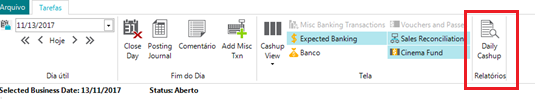 Arquivo Tarefas
11/13/2017
Hoje
Dia útil
Close Day
Posting Journal
Comentário
Add Misc Txn
Fim do Dia
Cashup View
Misc Banking Transactions
Expected Banking
Banco
Vouchers and Passes
Sales Reconciliation
Cinema Fund
Tela
Daily Cashup
Relatórios
Selected Business Date: 13/11/2017 Status: Aberto